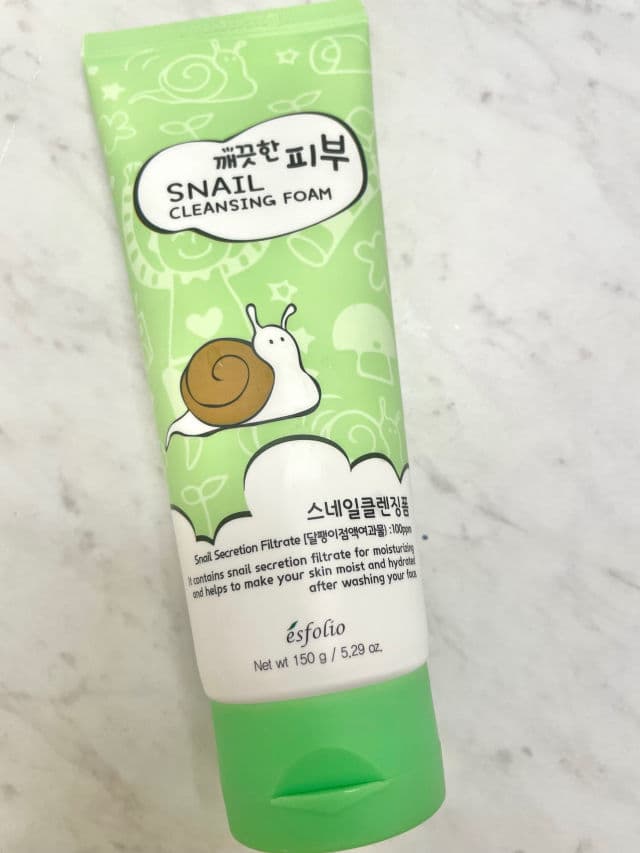 깨끗한 피부
SNAIL
CLEANSING FOAM
스네일클렌징폼
Snail Secretion Filtrate (달팽이점액여과물) :100ppm
It contains snail secretion filtrate for moisturizing
and helps to make your skin moist and hydrated
after washing your face.
esfolio
Net wt 150 g / 5.29 oz.